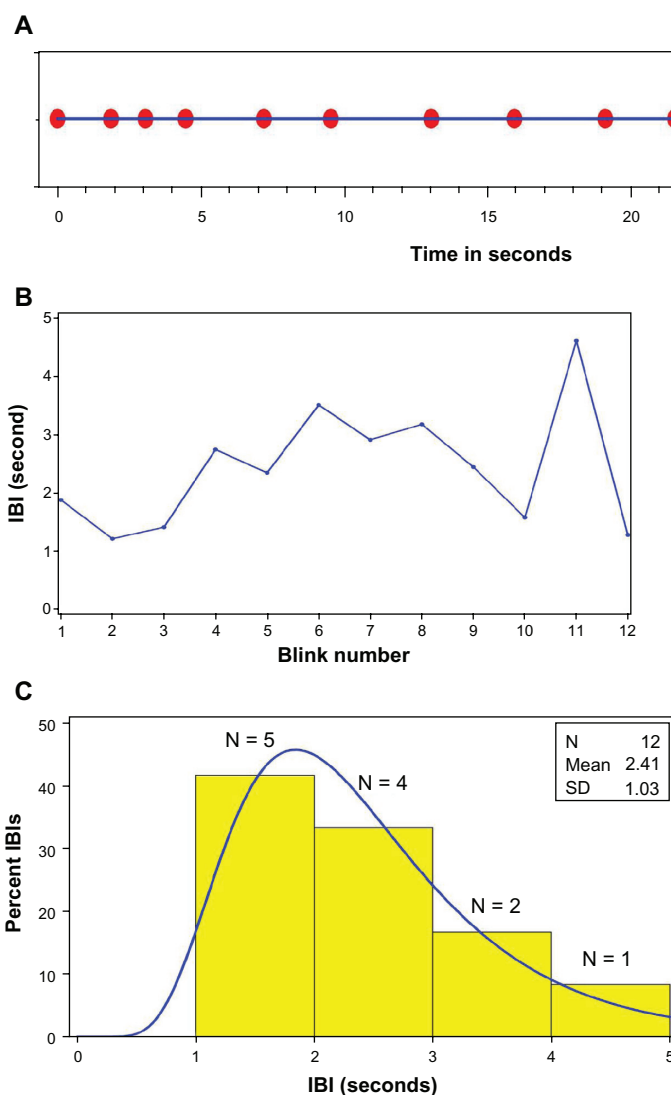 A
0 5 10 15 20
Time in seconds
B
5
4
3
2
1
0
IBI (second)
1 2 3 4 5 6 7 8 9 10 11 12
Blink number
C
50
40
30
20
10
0
Percent IBIs
N = 5
N = 4
N = 2
N = 1
N 12
Mean 2.41
SD 1.03
0 1 2 3 4 5
IBI (seconds)